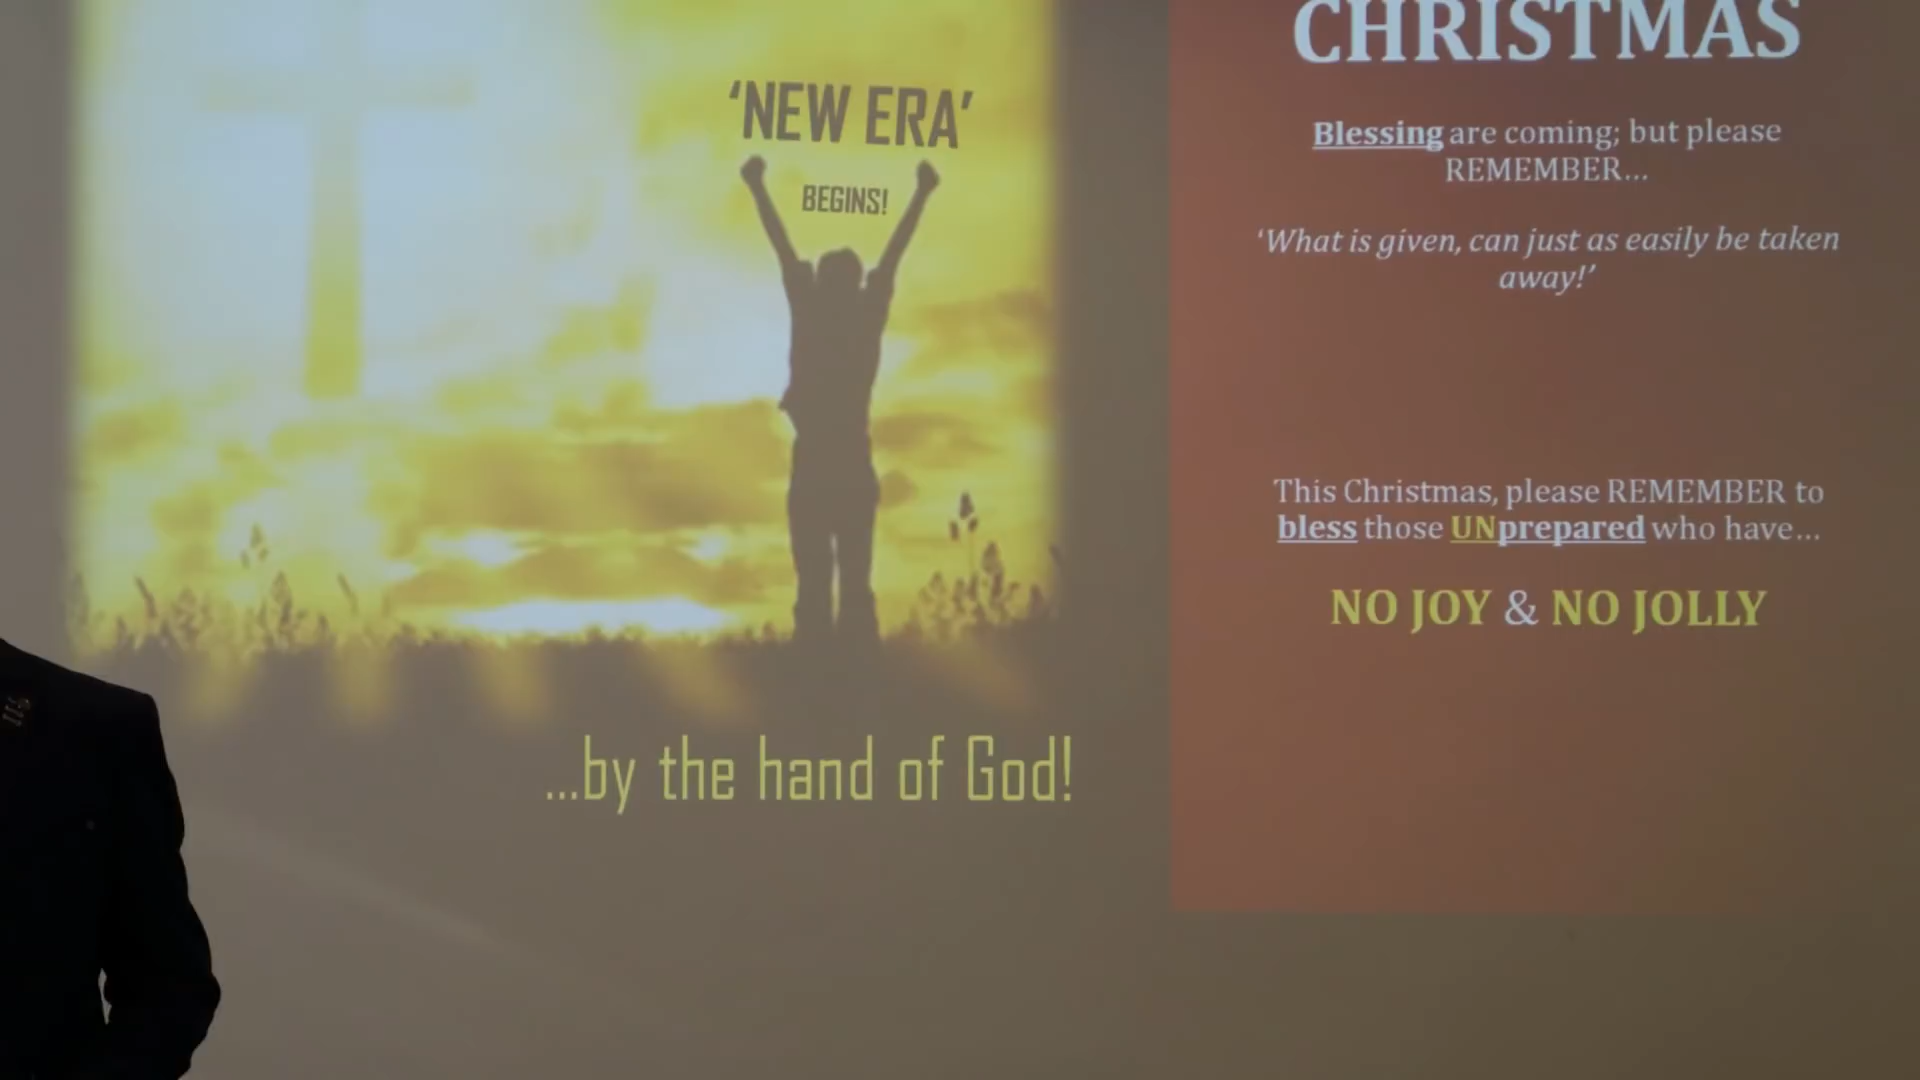 ‘NEW ERA’
BEGINS!
...by the hand of God!
CHRISTMAS
Blessing are coming; but please
REMEMBER...
‘What is given, can just as easily be taken
away!’
This Christmas, please REMEMBER to
bless those UNprepared who have...
NO JOY & NO JOLLY